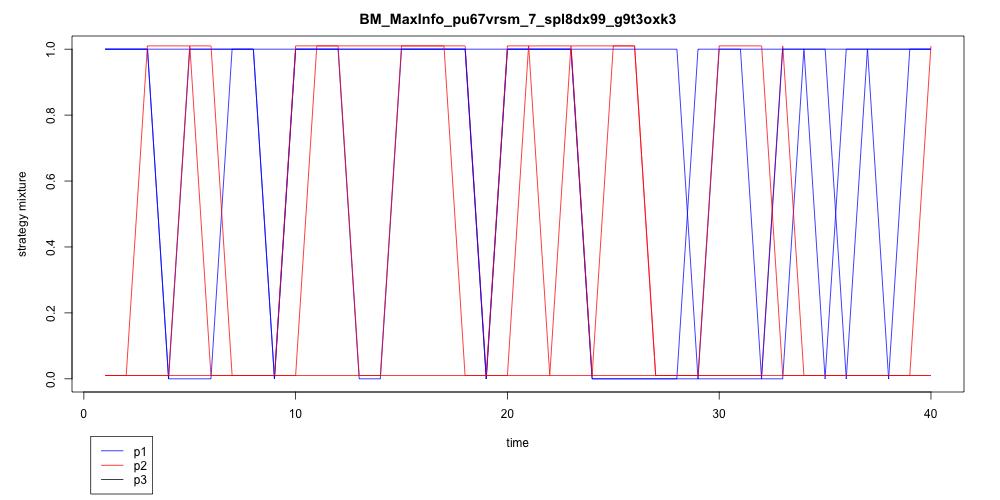 BM_MaxInfo_pu67vrsm_7_spl8dx99_g9t3oxk3
strategy mixture
1.0
0.8
0.6
0.4
0.2
0.0
0 10 20 30 40
time
p1
p2
p3